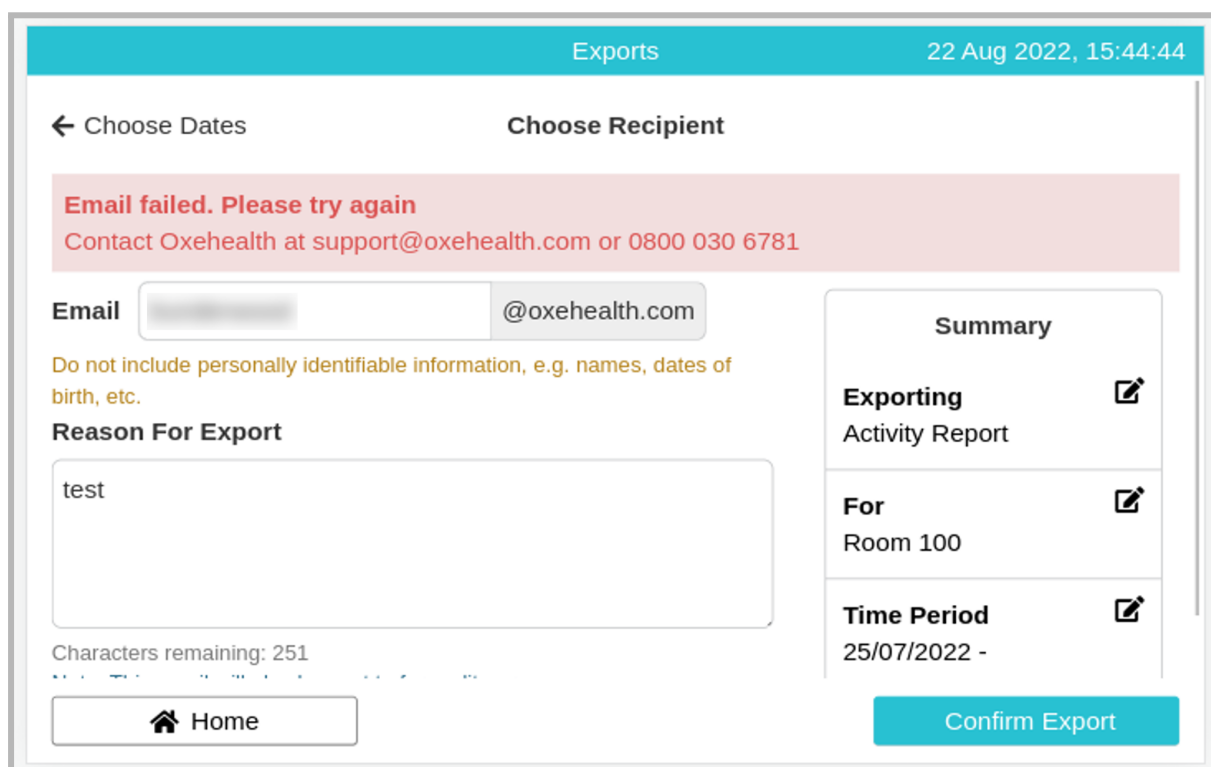 Exports
22 Aug 2022, 15:44:44
Choose Dates
Choose Recipient
Email failed. Please try again
Contact Oxehealth at support@oxehealth.com or 0800 030 6781
Email
@oxehealth.com
Do not include personally identifiable information, e.g. names, dates of
birth, etc.
Reason For Export
test
Characters remaining: 251
Summary
Exporting
Activity Report
For
Room 100
Time Period
25/07/2022 -
Home
Confirm Export